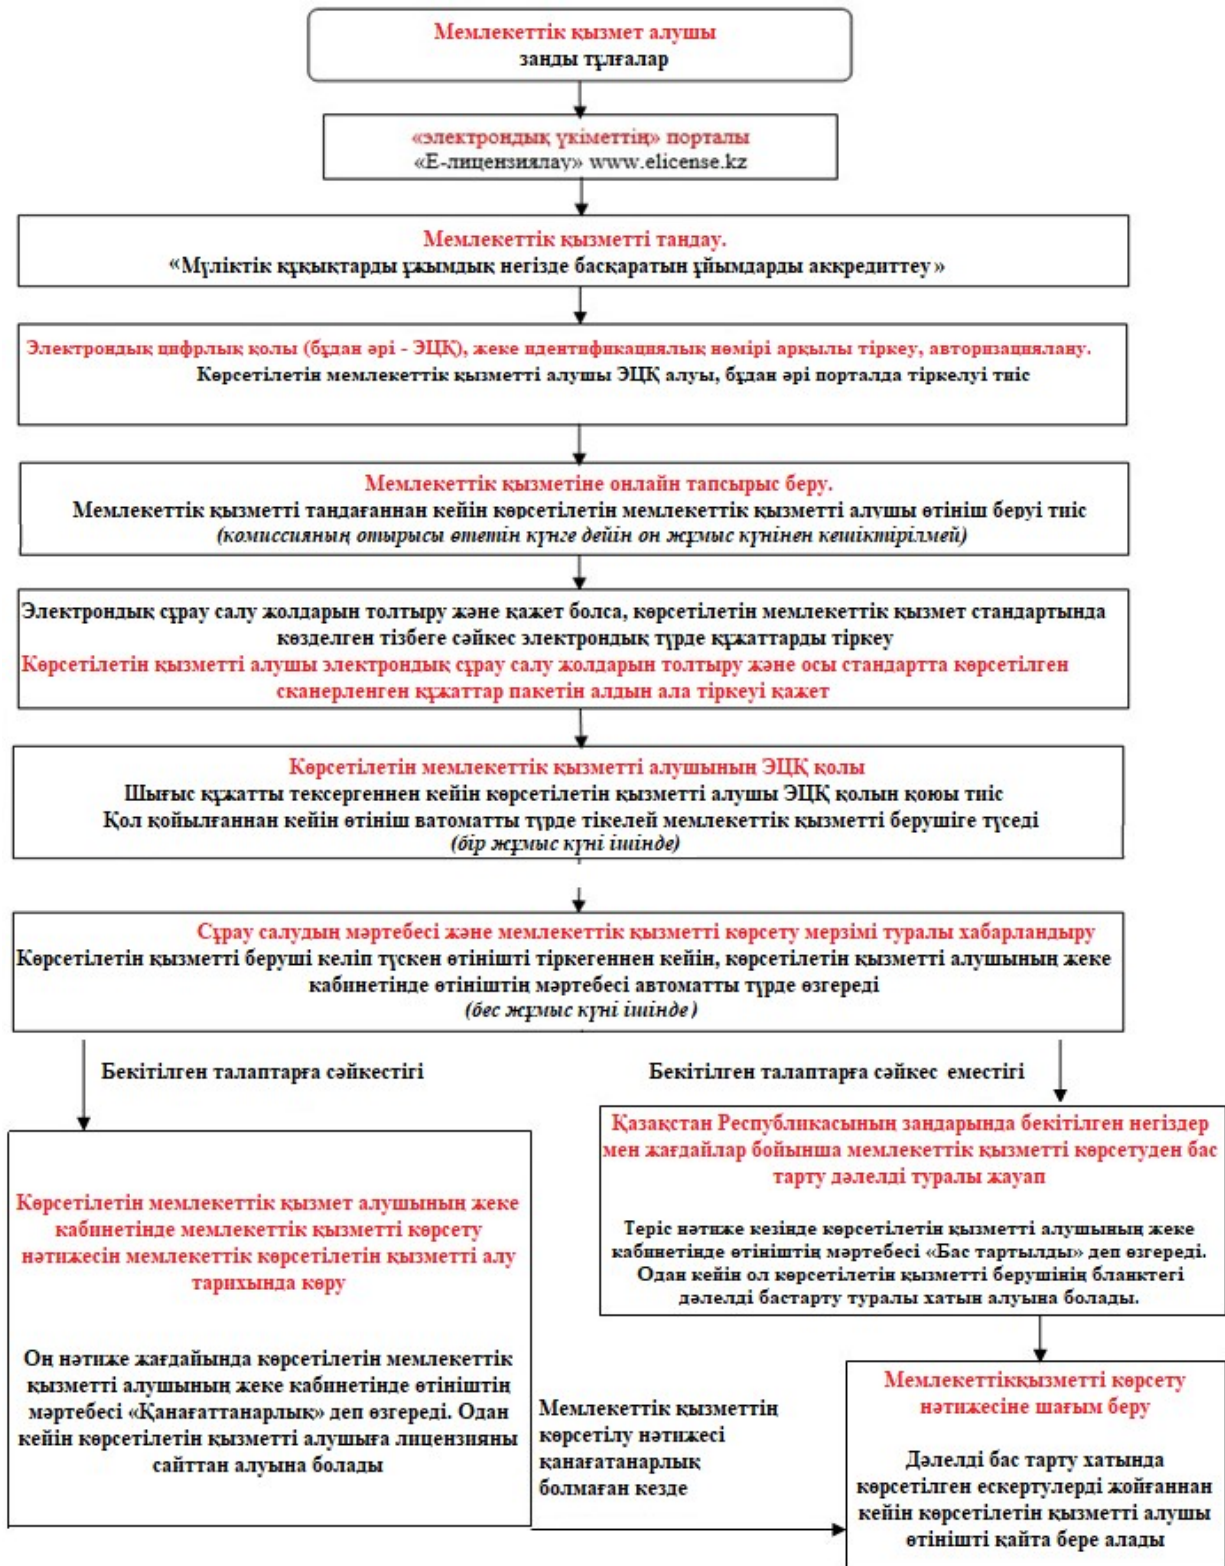 Мемлекеттік қызмет алушы
заңды тұлғалар
«электрондық үкіметтің» порталы
«Е-лицензиялау» www.elicense.kz
Мемлекеттік қызметті таңдау.
«Мүліктік құқықтарды ұжымдық негізде басқаратын ұйымдарды аккредиттеу»
Электрондық цифрлық қолы (бұдан әрі - ЭЦҚ), жеке идентификациялық нөмірі арқылы тіркеу, авторизациялану.
Көрсетілетін мемлекеттік қызметті алушы ЭЦҚ алуы, бұдан әрі порталда тіркелуі тиіс
Мемлекеттік қызметіне онлайн тапсырыс беру.
Мемлекеттік қызметті таңдағаннан кейін көрсетілетін мемлекеттік қызметті алушы өтініш беруі тиіс
(комиссияның отырысы өтетін күнге дейін он жұмыс күнінен кешіктірілмей)
Электрондық сұрау салу жолдарын толтыру және қажет болса, көрсетілетін мемлекеттік қызмет стандартында
көзделген тізбеге сәйкес электрондық түрде құжаттарды тіркеу
Көрсетілетін қызметті алушы электрондық сұрау салу жолдарын толтыру және осы стандартта көрсетілген
сканерленген құжаттар пакетін алдын ала тіркеуі қажет
Көрсетілетін мемлекеттік қызметті алушының ЭЦҚ қолы
Шығыс құжатты тексергеннен кейін көрсетілетін қызметті алушы ЭЦҚ қолын қоюы тиіс
Қол қойылғаннан кейін өтініш ватоматты түрде тікелей мемлекеттік қызметті берушіге түседі
(бір жұмыс күні ішінде)
Сұрау салудың мәртебесі және мемлекеттік қызметті көрсету мерзімі туралы хабарландыру
Көрсетілетін қызметті беруші келіп түскен өтінішті тіркегеннен кейін, көрсетілетін қызметті алушының жеке
кабинетінде өтініштің мәртебесі автоматты түрде өзгереді
(бес жұмыс күні ішінде)
Бекітілген талаптарға сәйкестігі
Бекітілген талаптарға сәйкес еместігі
Көрсетілетін мемлекеттік қызмет алушының жеке
кабинетінде мемлекеттік қызметті көрсету
нәтижесін мемлекеттік көрсетілетін қызметті алу
тарихында көру
Оң нәтиже жағдайында көрсетілетін мемлекеттік
қызметті алушының жеке кабинетінде өтініштің
мәртебесі «Қанағаттанарлық» деп өзгереді. Одан
кейін көрсетілетін қызметті алушыға лицензияны
сайттан алуына болады
Қазақстан Республикасының заңдарында бекітілген негіздер
мен жағдайлар бойынша мемлекеттік қызметті көрсетуден бас
тарту дәлелді туралы жауап
Теріс нәтиже кезінде көрсетілетін қызметті алушының жеке
кабинетінде өтініштің мәртебесі «Бас тартылды» деп өзгереді.
Одан кейін ол көрсетілетін қызметті берушінің бланктегі
дәлелді бастарту туралы хатын алуына болады.
Мемлекеттік қызметтің
көрсетілу нәтижесі
қанағатанарлық
болмаған кезде
Мемлекеттікқызметті көрсету
нәтижесіне шағым беру
Дәлелді бас тарту хатында
көрсетілген ескертулерді жойғаннан
кейін көрсетілетін қызметті алушы
өтінішті қайта бере алады